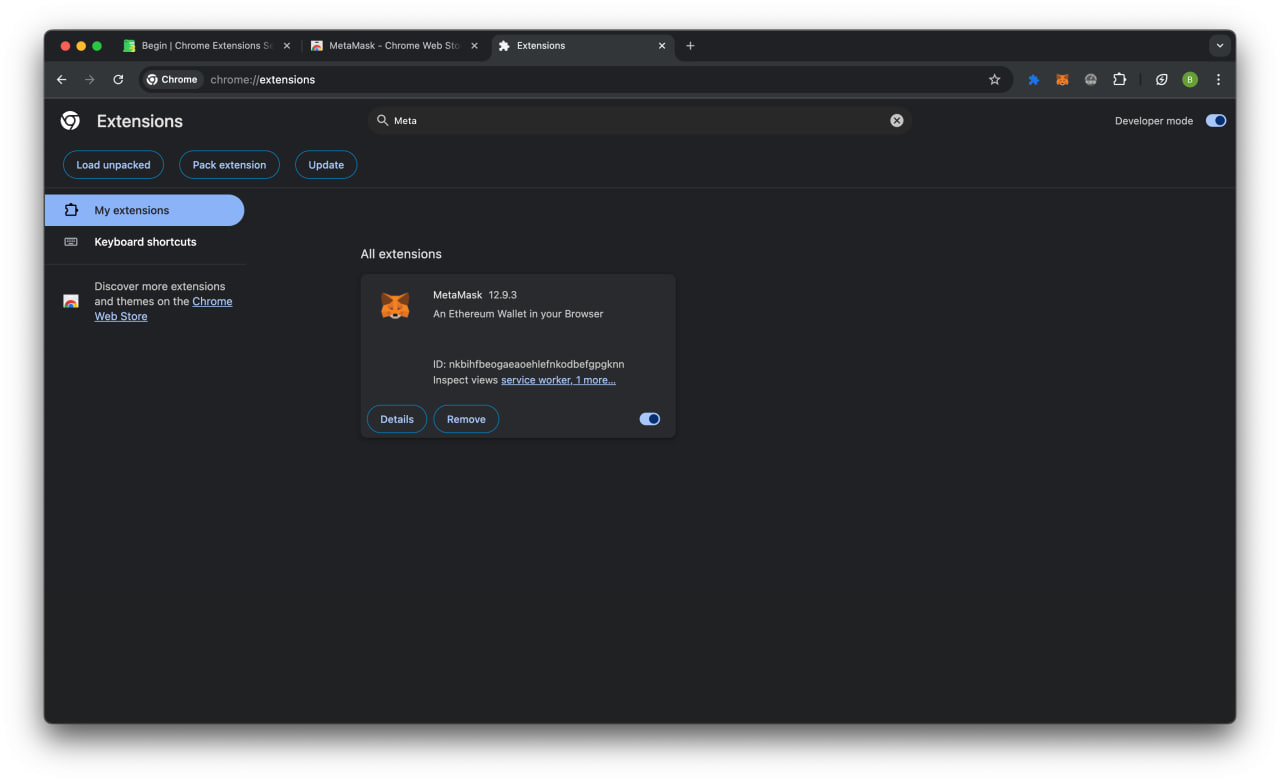 Begin | Chrome Extensions Se
MetaMask - Chrome Web Sto
Extensions
Chrome
chrome://extensions
B
Extensions
Meta
Developer mode
Load unpacked
Pack extension
Update
My extensions
Keyboard shortcuts
Discover more extensions
and themes on the Chrome
Web Store
All extensions
MetaMask 12.9.3
An Ethereum Wallet in your Browser
ID: nkbihfbeogaeaoehlefnkodbefgpgknn
Inspect views service worker, 1 more...
Details
Remove